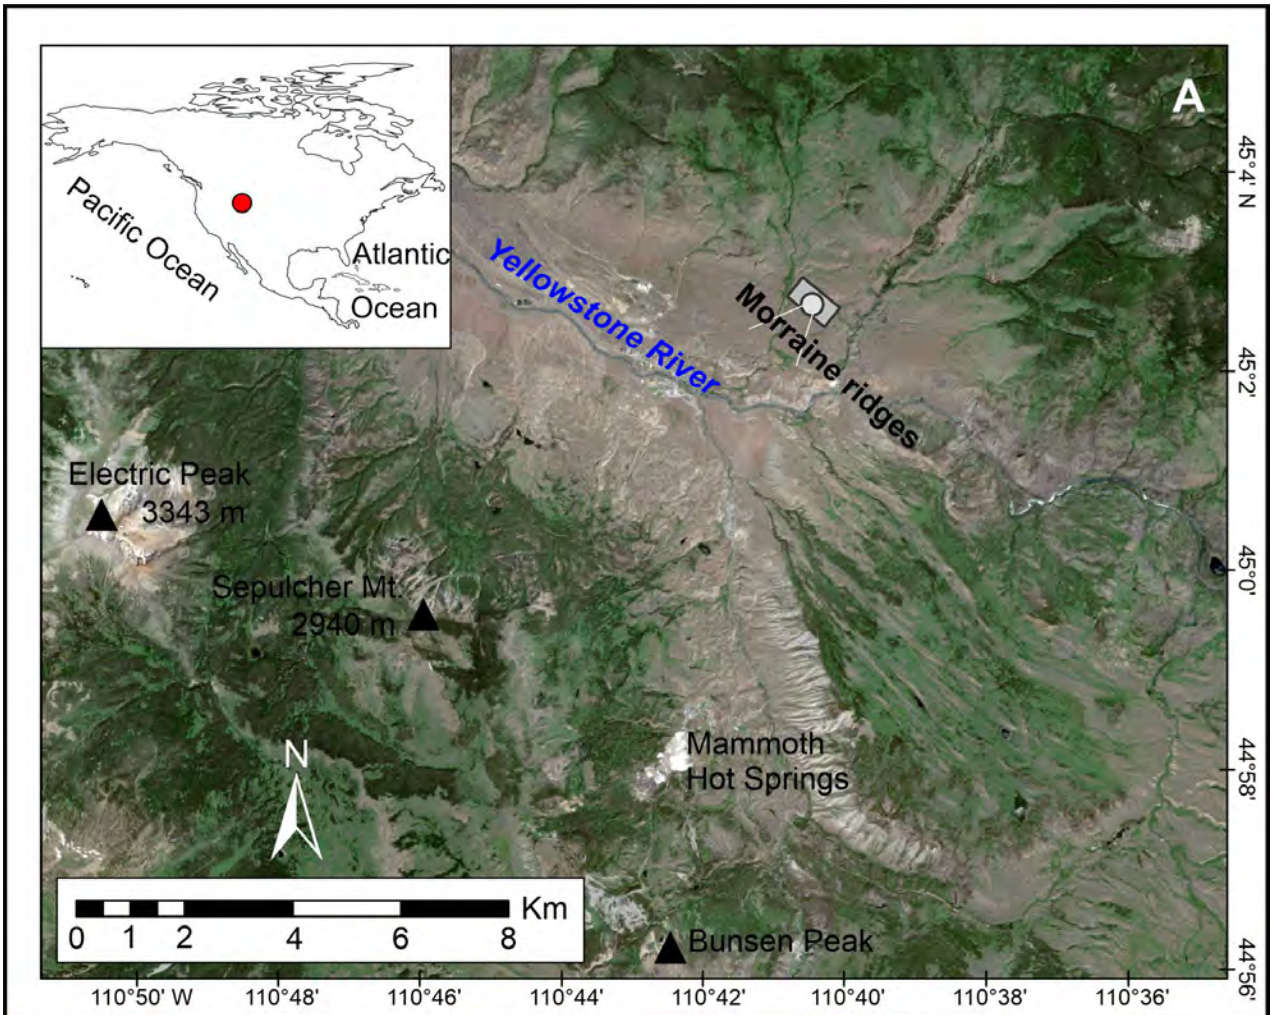 A
Pacific Ocean
Atlantic
Ocean
Yellowstone River
Morraine ridges
Electric Peak
3343 m
Sepulcher Mt.
2940 m
Mammoth
Hot Springs
Bunsen Peak
N
Km
0 1 2 4 6 8
45°4' N
45°2'
45°0'
44°58'
44°56'
110°50' W 110°48' 110°46' 110°44' 110°42' 110°40' 110°38' 110°36'